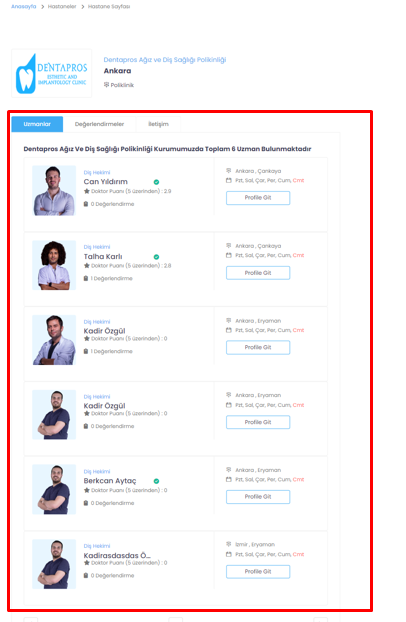 Anasayfa > Hastaneler > Hastane Sayfası
DENTAPROS
ESTHETIC AND
IMPLANTOLOGY CLINIC
Dentapros Ağız ve Diş Sağlığı Polikinliği
Ankara
Poliklinik
Uzmanlar Değerlendirmeler İletişim
Dentapros Ağız Ve Diş Sağlığı Polikinliği Kurumumuzda Toplam 6 Uzman Bulunmaktadır
Diş Hekimi
Can Yıldırım
Doktor Puanı (5 üzerinden) : 2.9
0 Değerlendirme
Ankara , Çankaya
Pzt, Sal, Çar, Per, Cum, Cmt
Profile Git
Diş Hekimi
Talha Karlı
Doktor Puanı (5 üzerinden) : 2.8
1 Değerlendirme
Ankara , Çankaya
Pzt, Sal, Çar, Per, Cum, Cmt
Profile Git
Diş Hekimi
Kadir Özgül
Doktor Puanı (5 üzerinden) : 0
1 Değerlendirme
Ankara , Eryaman
Pzt, Sal, Çar, Per, Cum, Cmt
Profile Git
Diş Hekimi
Kadir Özgül
Doktor Puanı (5 üzerinden) : 0
0 Değerlendirme
Ankara , Eryaman
Pzt, Sal, Çar, Per, Cum, Cmt
Profile Git
Diş Hekimi
Berkcan Aytaç
Doktor Puanı (5 üzerinden) : 0
0 Değerlendirme
Ankara , Eryaman
Pzt, Sal, Çar, Per, Cum, Cmt
Profile Git
Diş Hekimi
Kadirasdasdas Ö...
Doktor Puanı (5 üzerinden) : 0
0 Değerlendirme
İzmir , Eryaman
Pzt, Sal, Çar, Per, Cum, Cmt
Profile Git